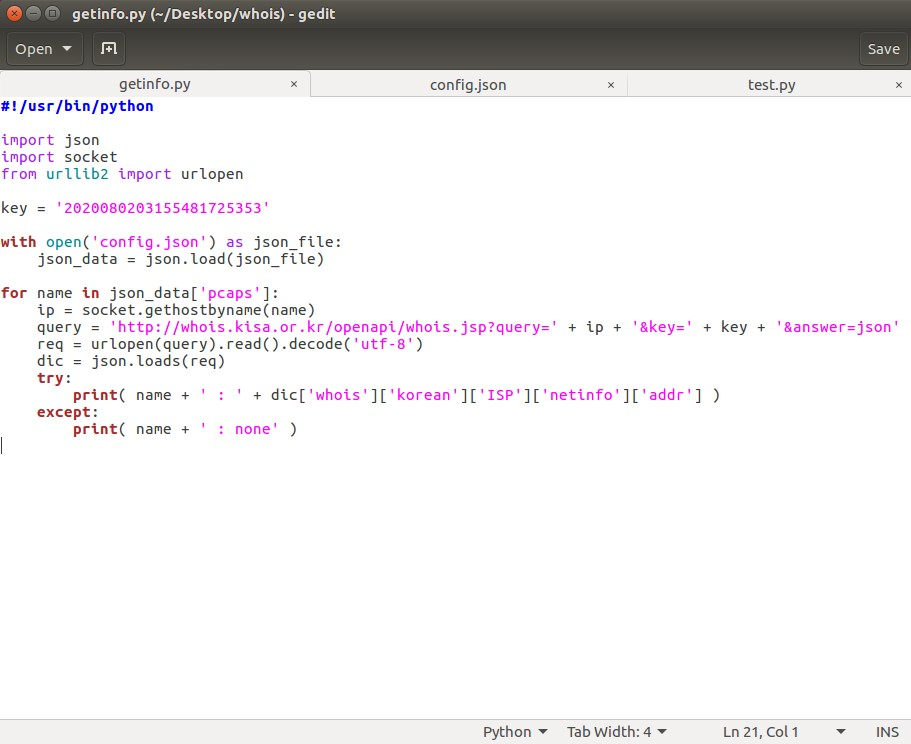 getinfo.py (~/Desktop/whois) - gedit
Open Save
getinfo.py × config.json × test.py ×
#!/usr/bin/python

import json
import socket
from urllib2 import urlopen

key = '2020080203155481725353'

with open('config.json') as json_file:
    json_data = json.load(json_file)

for name in json_data['pcaps']:
    ip = socket.gethostbyname(name)
    query = 'http://whois.kisa.or.kr/openapi/whois.jsp?query=' + ip + '&key=' + key + '&answer=json'
    req = urlopen(query).read().decode('utf-8')
    dic = json.loads(req)
    try:
        print( name + ' : ' + dic['whois']['korean']['ISP']['netinfo']['addr'] )
    except:
        print( name + ' : none' )
Python Tab Width: 4 Ln 21, Col 1 INS